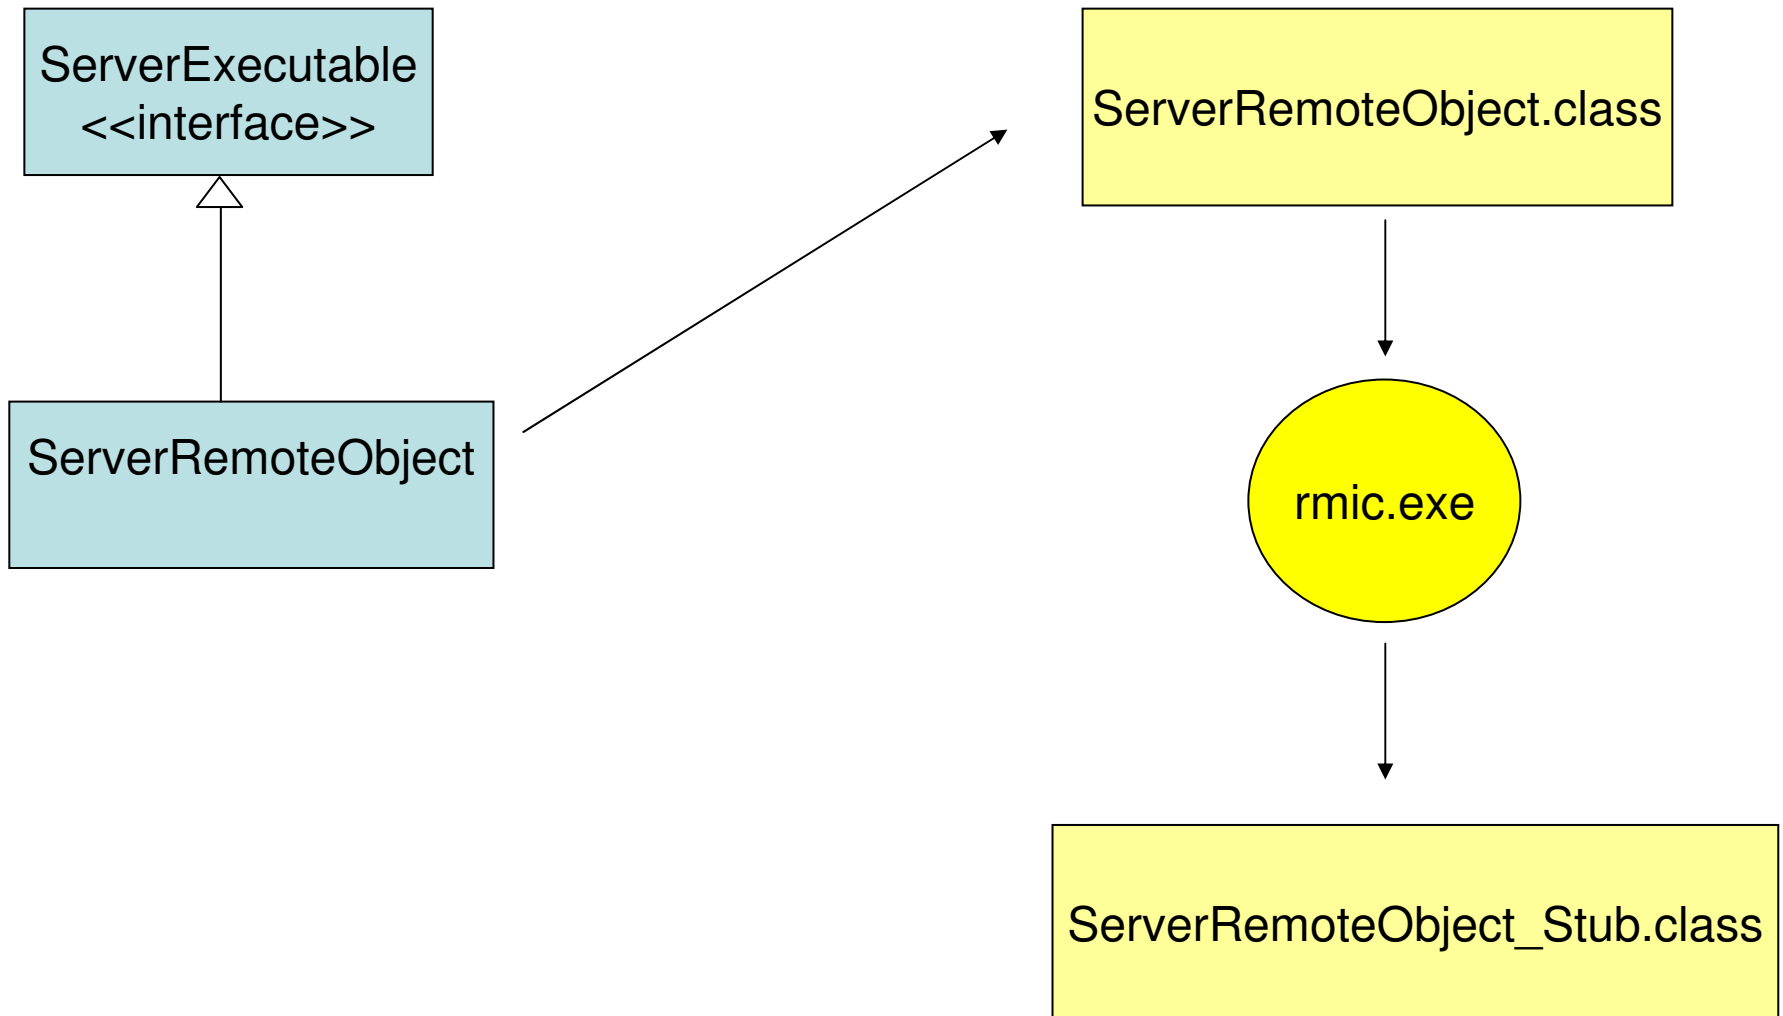 ServerExecutable
<<interface>>
ServerRemoteObject
ServerRemoteObject.class
rmic.exe
ServerRemoteObject_Stub.class